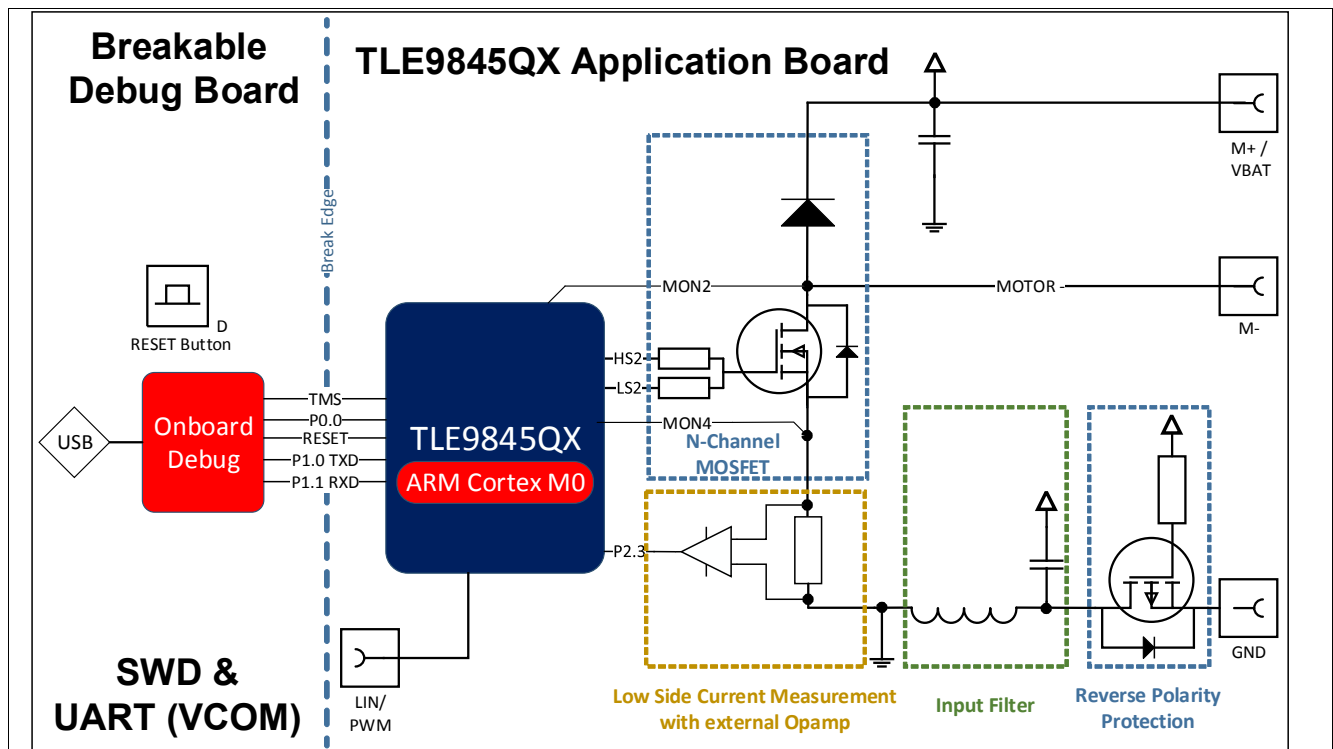 Breakable
Debug Board
TLE9845QX Application Board
M+ /
VBAT
Break Edge
MON2
MOTOR -
M-
D
RESET Button
HS2
LS2
TMS
P0.0
RESET
P1.0 TXD
P1.1 RXD
USB
Onboard
Debug
TLE9845QX
ARM Cortex M0
MON4
N-Channel
MOSFET
P2.3
GND
LIN/
PWM
SWD &
UART (VCOM)
Low Side Current Measurement
with external Opamp
Input Filter
Reverse Polarity
Protection